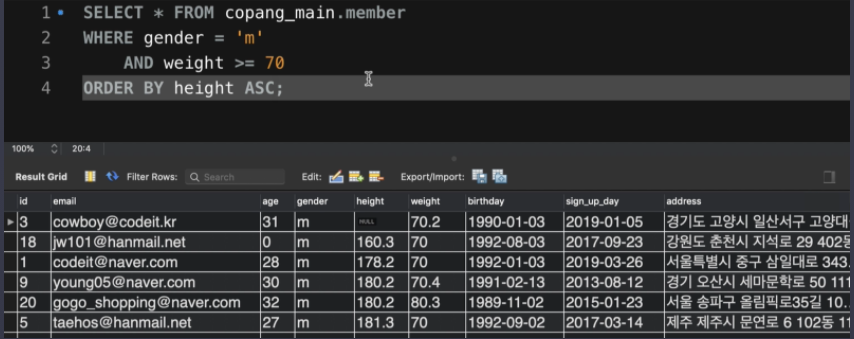 1 SELECT * FROM copang_main.member
2 WHERE gender = 'm'
3 AND weight >= 70
4 ORDER BY height ASC;
100% 20:4
Result Grid Filter Rows: Search Edit: Export/Import:
id email age gender height weight birthday sign_up_day address
3 cowboy@codeit.kr 31 m NULL 70.2 1990-01-03 2019-01-05 경기도 고양시 일산서구 고양대
18 jw101@hanmail.net 0 m 160.3 70 1992-08-03 2017-09-23 강원도 춘천시 지석로 29 402동
1 codeit@naver.com 28 m 178.2 70 1992-01-03 2019-03-26 서울특별시 중구 삼일대로 343.
9 young05@naver.com 30 m 180.2 70.4 1991-02-13 2013-08-12 경기 오산시 세마문학로 50 111
20 gogo_shopping@naver.com 32 m 180.2 80.3 1989-11-02 2015-01-23 서울 송파구 올림픽로35길 10..
5 taehos@hanmail.net 27 m 181.3 70 1992-09-02 2017-03-14 제주 제주시 문연로 6 102동 11